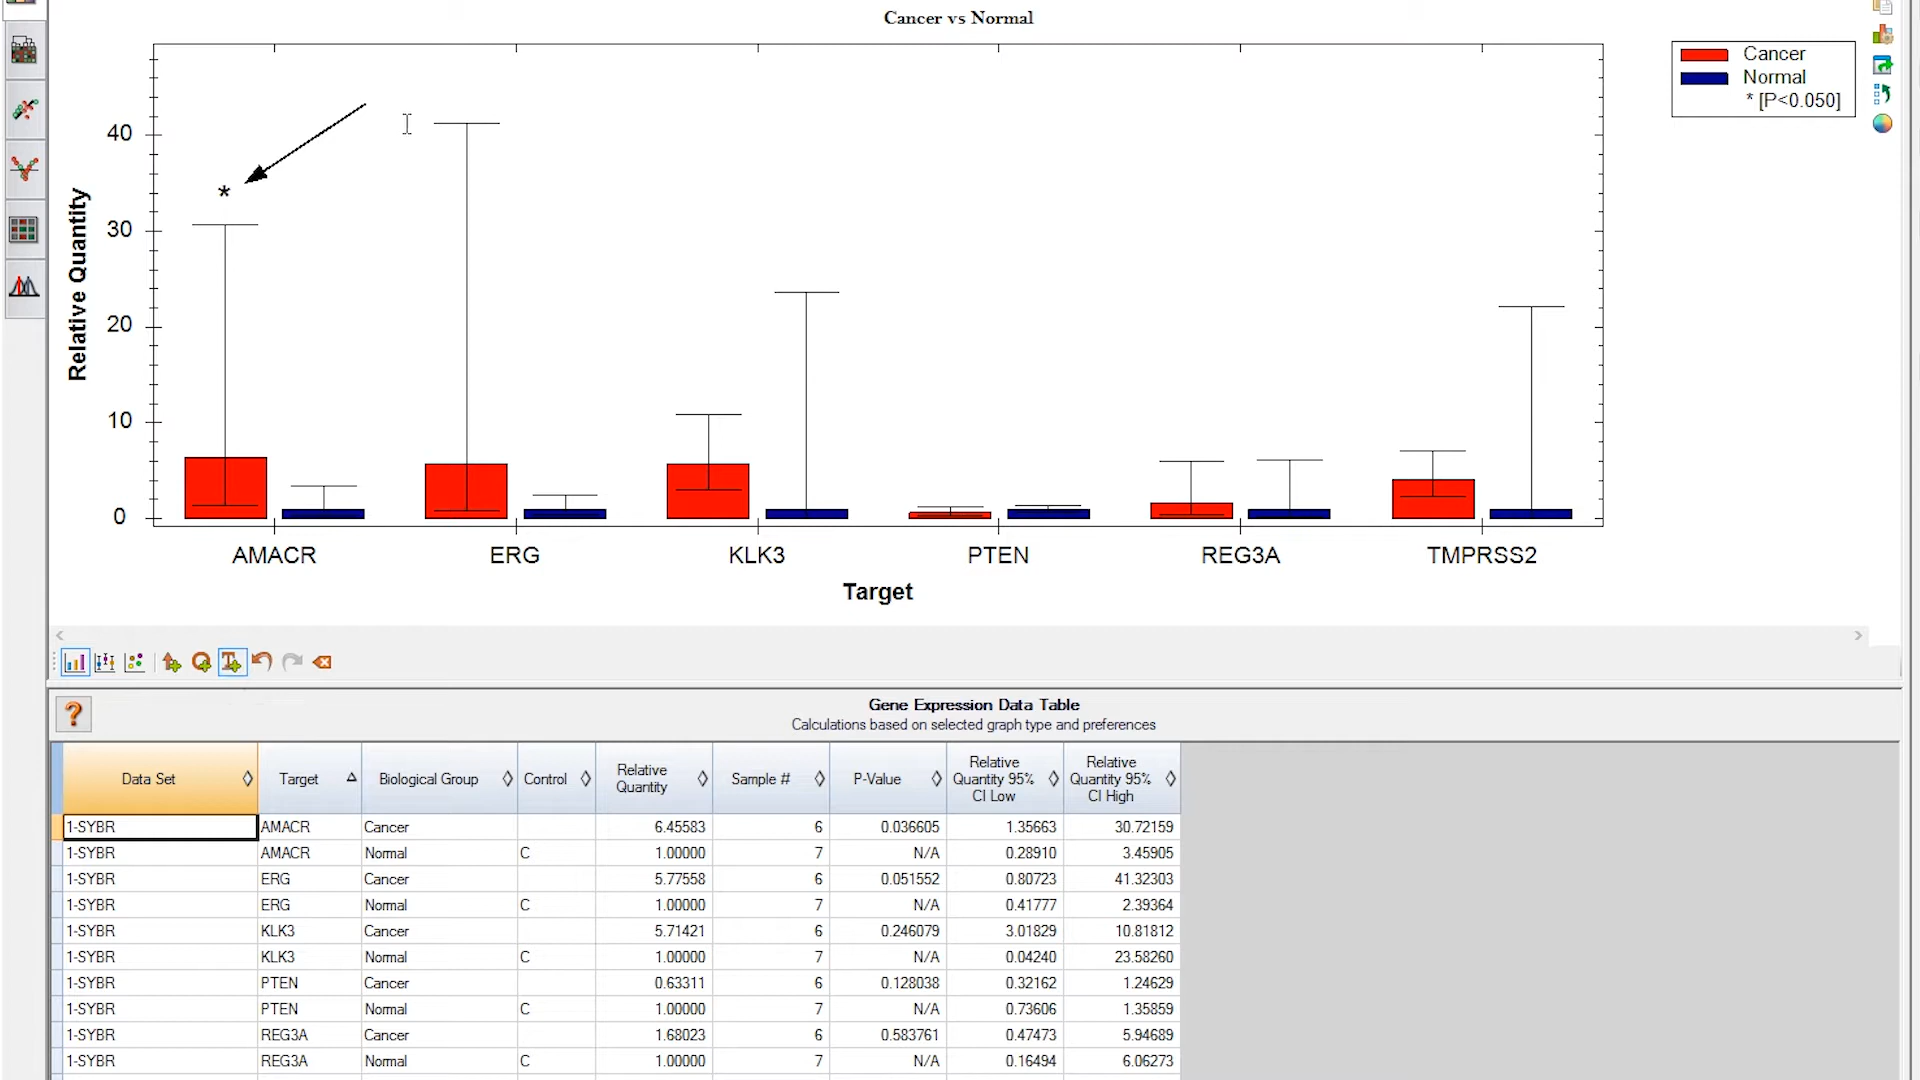 Cancer vs Normal
Cancer
Normal
* [P<0.050]
Relative Quantity
40
30
20
10
0
*
AMACR ERG KLK3 PTEN REG3A TMPRSS2
Target
?
Gene Expression Data Table
Calculations based on selected graph type and preferences
Data Set Target Biological Group Control Relative Quantity Sample # P-Value Relative Quantity 95% CI Low Relative Quantity 95% CI High
1-SYBR AMACR Cancer 6.45583 6 0.036605 1.35663 30.72159
1-SYBR AMACR Normal C 1.00000 7 N/A 0.28910 3.45905
1-SYBR ERG Cancer 5.77558 6 0.051552 0.80723 41.32303
1-SYBR ERG Normal C 1.00000 7 N/A 0.41777 2.39364
1-SYBR KLK3 Cancer 5.71421 6 0.246079 3.01829 10.81812
1-SYBR KLK3 Normal C 1.00000 7 N/A 0.04240 23.58260
1-SYBR PTEN Cancer 0.63311 6 0.128038 0.32162 1.24629
1-SYBR PTEN Normal C 1.00000 7 N/A 0.73606 1.35859
1-SYBR REG3A Cancer 1.68023 6 0.583761 0.47473 5.94689
1-SYBR REG3A Normal C 1.00000 7 N/A 0.16494 6.06273